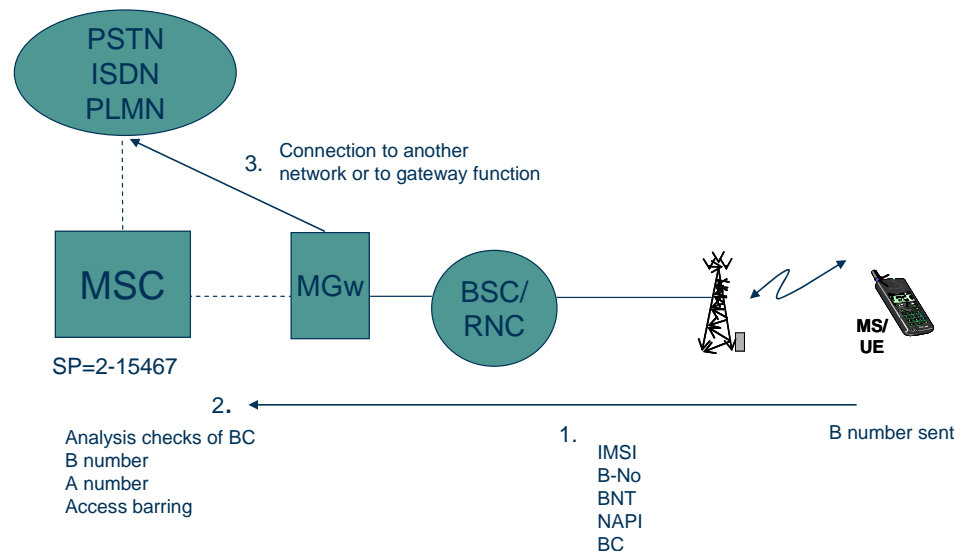 PSTN
ISDN
PLMN
3.
Connection to another
network or to gateway function
MSC
MGw
BSC/
RNC
MS/
UE
SP=2-15467
2.
Analysis checks of BC
B number
A number
Access barring
1.
IMSI
B-No
BNT
NAPI
BC
B number sent